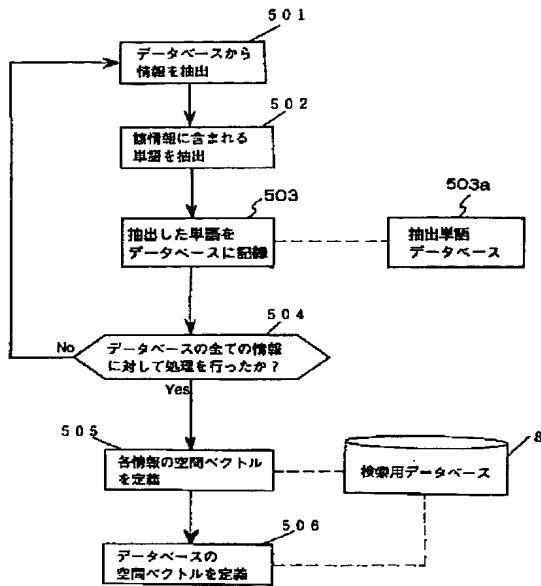 501
データベースから
情報を抽出
502
該情報に含まれる
単語を抽出
503
抽出した単語を
データベースに記録
503a
抽出単語
データベース
504
データベースの全ての情報
に対して処理を行ったか？
No
Yes
505
各情報の空間ベクトル
を定義
8
検索用データベース
506
データベースの
空間ベクトルを定義